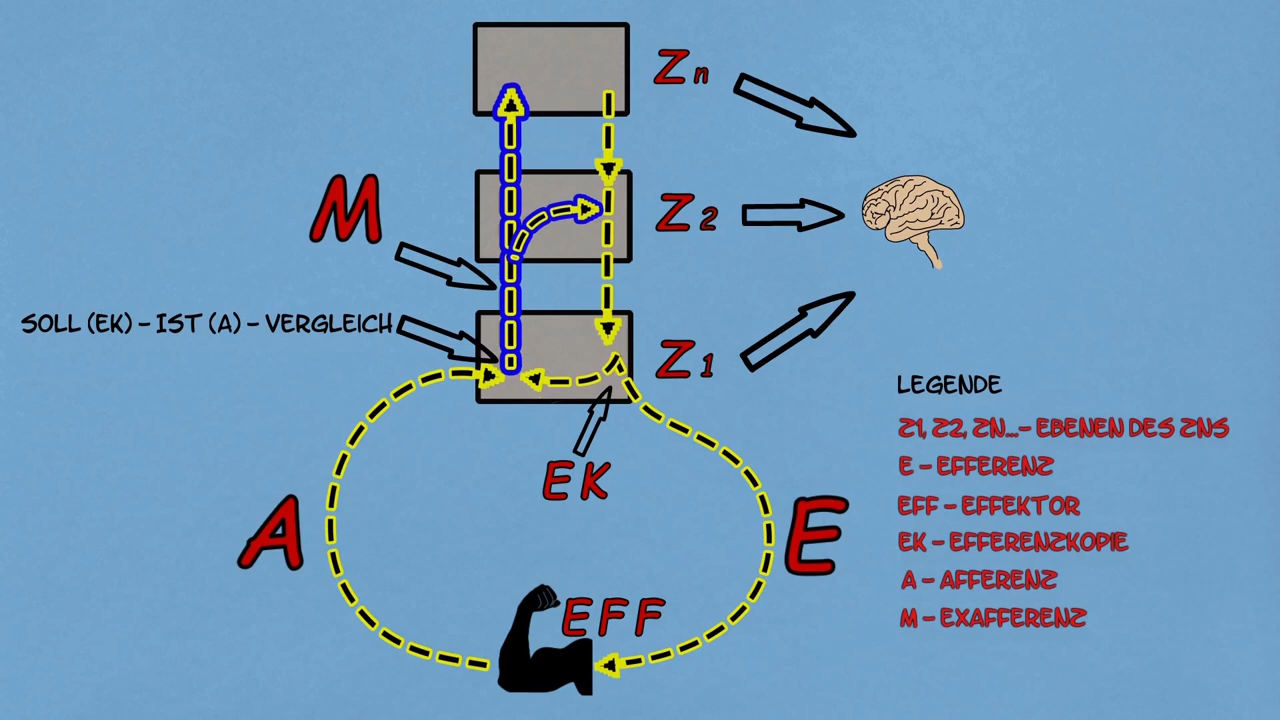 Zn
M
Z2
SOLL (EK) - IST (A) - VERGLEICH
Z1
EK
A
E
EFF
LEGENDE
Z1, Z2, ZN...- EBENEN DES ZNS
E - EFFERENZ
EFF - EFFEKTOR
EK - EFFERENZKOPIE
A - AFFERENZ
M - EXAFFERENZ